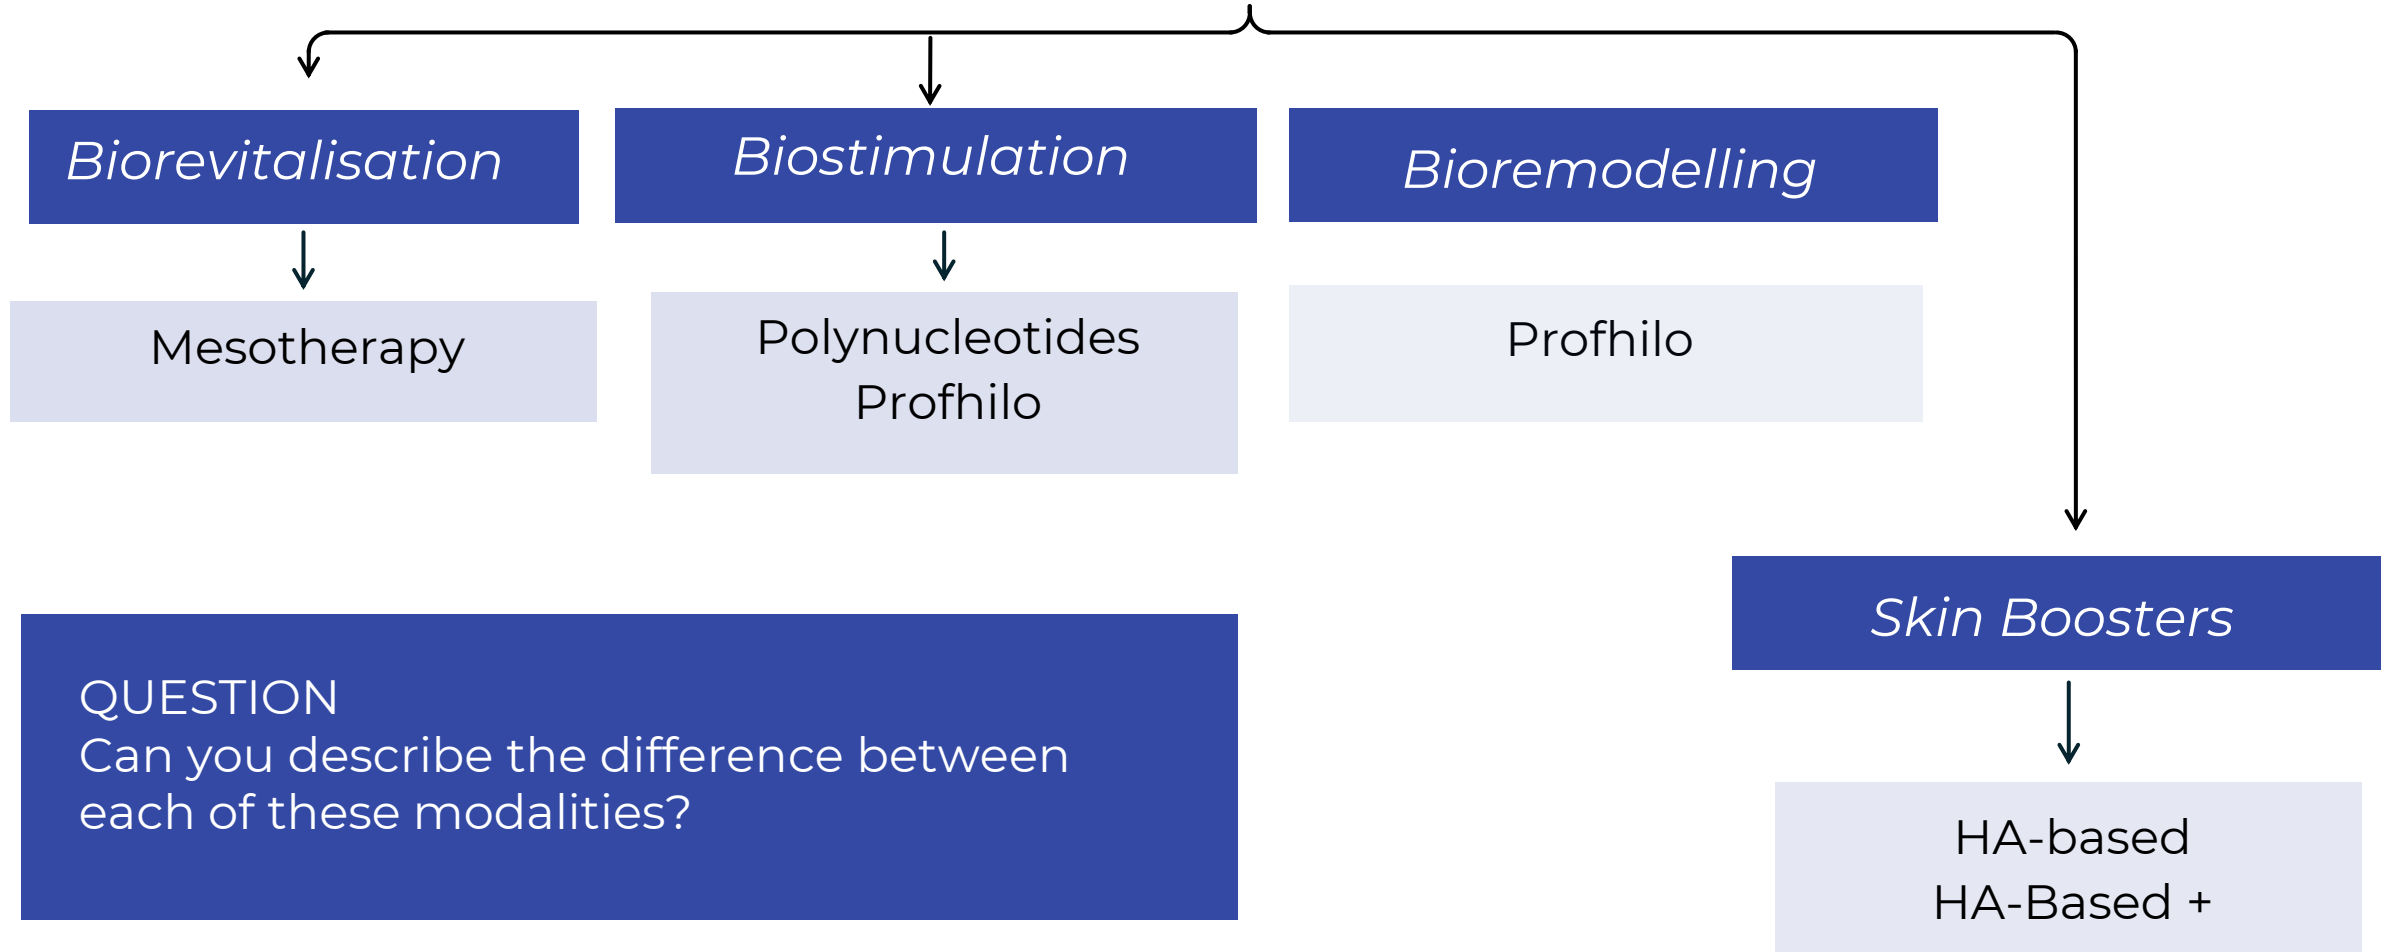 Biorevitalisation
Biostimulation
Bioremodelling
Mesotherapy
Polynucleotides
Profhilo
Profhilo
Skin Boosters
HA-based
HA-Based +
QUESTION
Can you describe the difference between
each of these modalities?